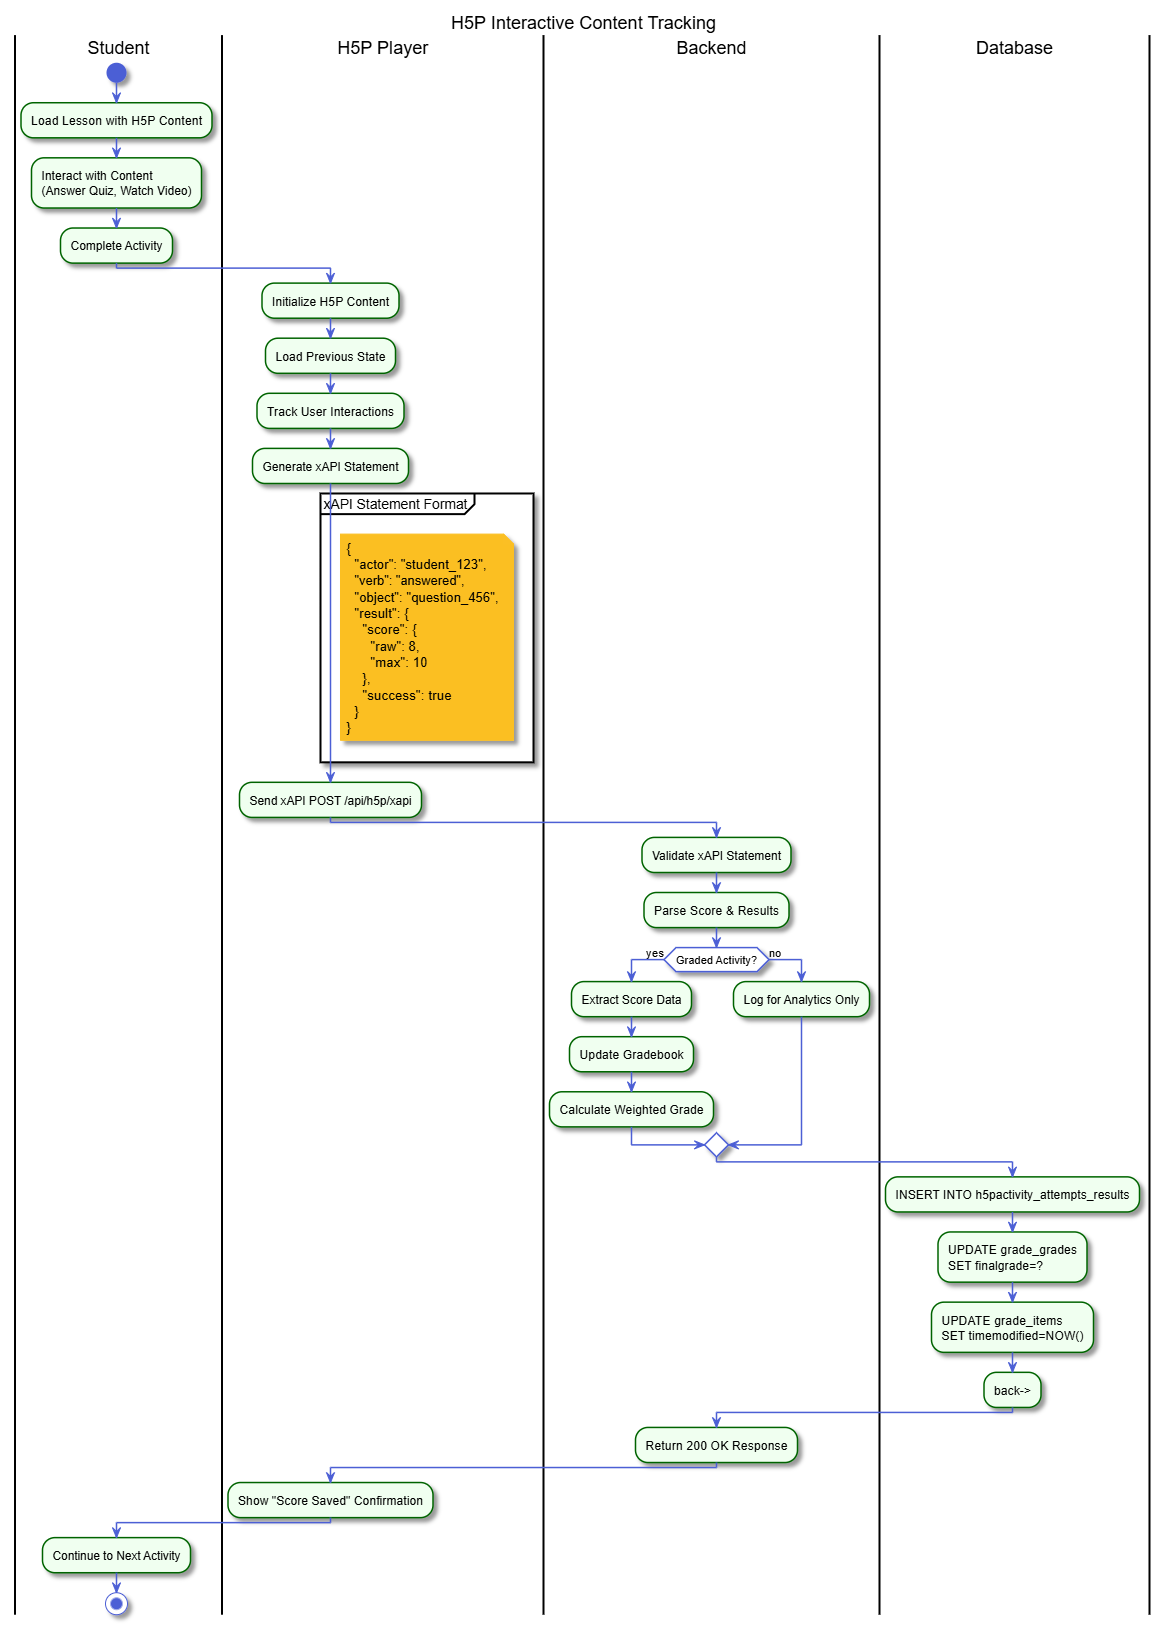 H5P Interactive Content Tracking
Student
H5P Player
Backend
Database
Load Lesson with H5P Content
Interact with Content
(Answer Quiz, Watch Video)
Complete Activity
Initialize H5P Content
Load Previous State
Track User Interactions
Generate xAPI Statement
xAPI Statement Format
{
"actor": "student_123",
"verb": "answered",
"object": "question_456",
"result": {
"score": {
"raw": 8,
"max": 10
},
"success": true
}
}
Send xAPI POST /api/h5p/xapi
Validate xAPI Statement
Parse Score & Results
yes
Graded Activity?
no
Extract Score Data
Log for Analytics Only
Update Gradebook
Calculate Weighted Grade
INSERT INTO h5pactivity_attempts_results
UPDATE grade_grades
SET finalgrade=?
UPDATE grade_items
SET timemodified=NOW()
back->
Return 200 OK Response
Show "Score Saved" Confirmation
Continue to Next Activity